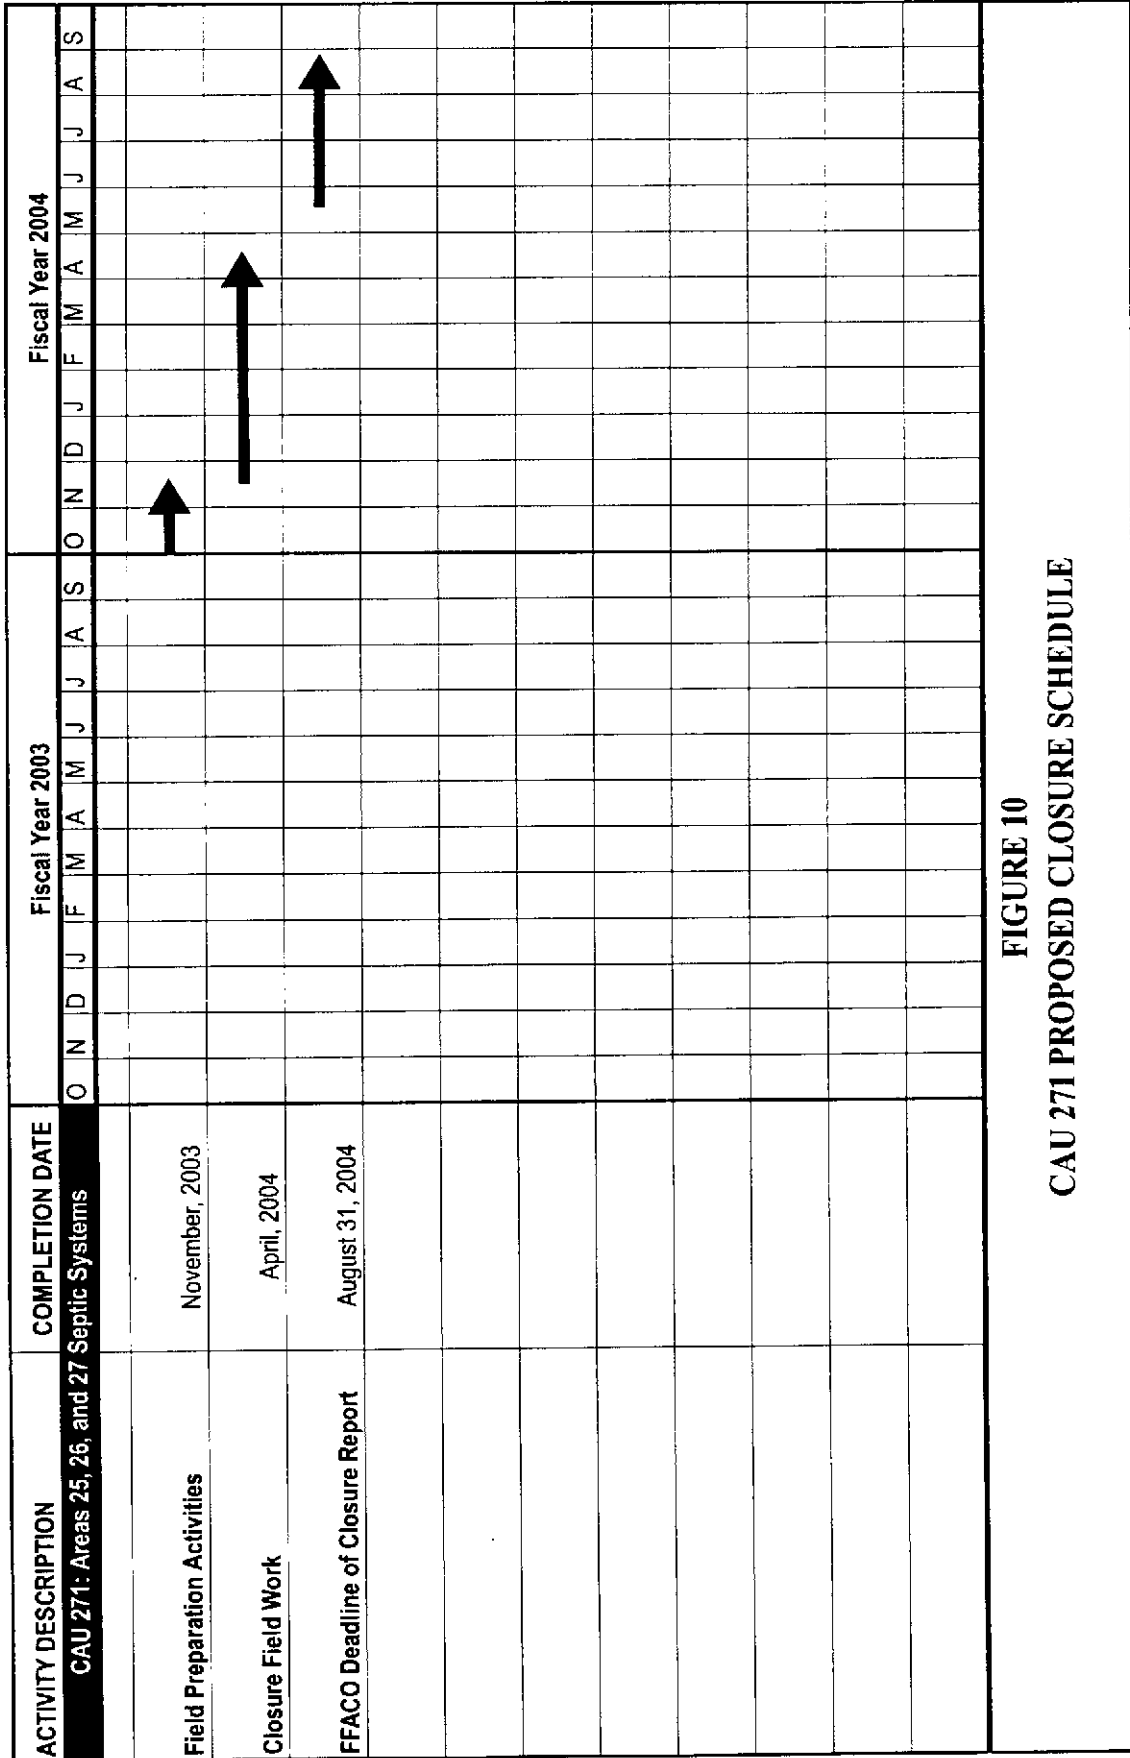 ACTIVITY DESCRIPTION COMPLETION DATE Fiscal Year 2003 Fiscal Year 2004
CAU 271: Areas 25, 26, and 27 Septic Systems O N D J F M A M J J A S O N D J F M A M J J A S
Field Preparation Activities November, 2003
Closure Field Work April, 2004
FFACO Deadline of Closure Report August 31, 2004
FIGURE 10
CAU 271 PROPOSED CLOSURE SCHEDULE